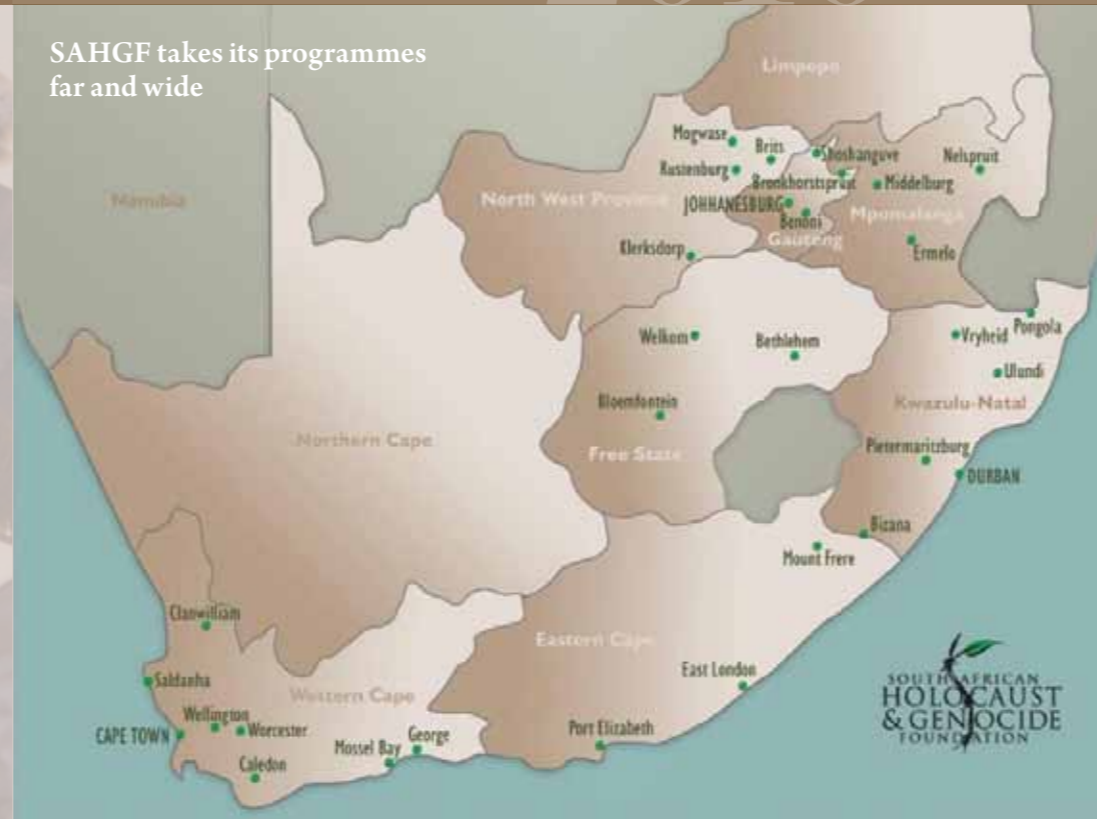 SAHGF takes its programmes
far and wide
Limpopo
Mogwase
Brits
Shoshanguve
Nelspruit
Rustenburg
Bronkhorstspruit
Middelburg
Namibia
North West Province
JOHHANESBURG
Benoni
Mpumalanga
Gauteng
Klerksdorp
Ermelo
Welkom
Bethlehem
Vryheid
Pongola
Ulundi
Bloemfontein
Kwazulu-Natal
Northern Cape
Free State
Pietermaritzburg
DURBAN
Bizana
Mount Frere
Clanwilliam
Eastern Cape
East London
Saldanha
Western Cape
Wellington
Worcester
CAPE TOWN
Port Elizabeth
George
Mossel Bay
Caledon
SOUTH AFRICAN
HOLOCAUST
& GENOCIDE
FOUNDATION